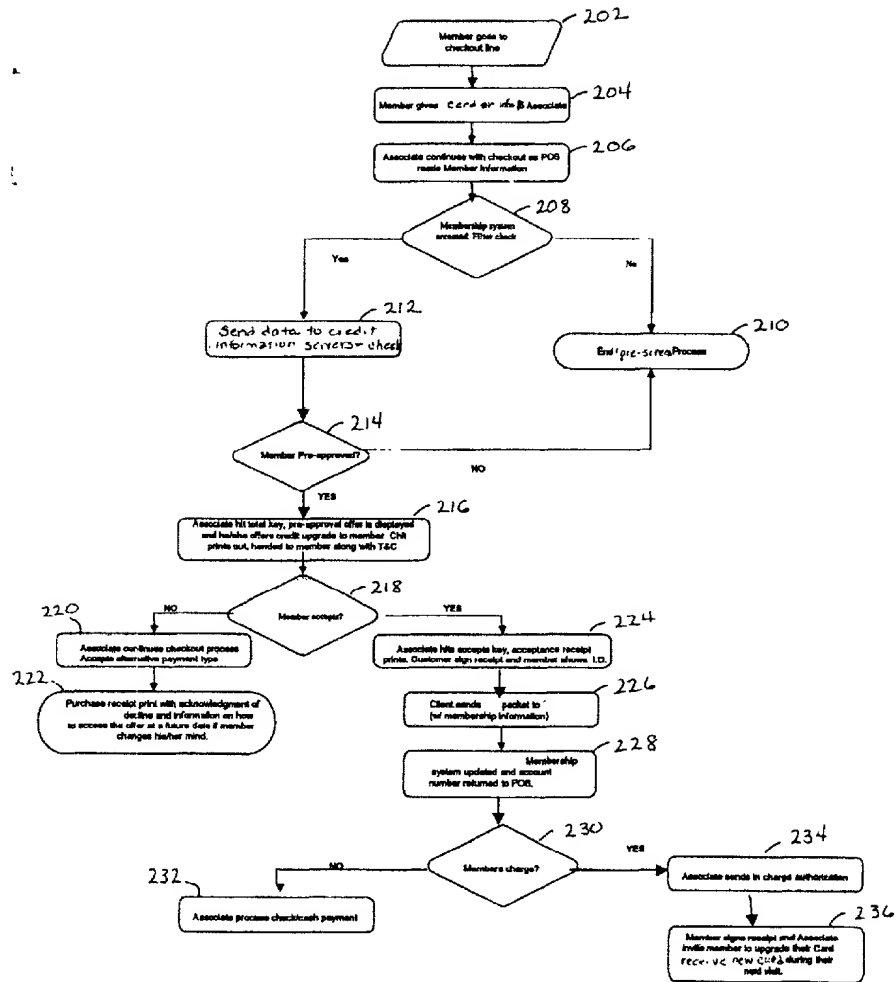 202
Member goes to
checkout line
204
Member gives card or info Associate
206
Associate continues with checkout as POS
reads Member Information
208
Membership system
accessed Filter check
Yes
No
212
Send data to credit
information servers - check
210
End pre-screen Process
214
Member Pre-approved?
NO
YES
216
Associate hit total key, pre-approval offer is displayed
and he/she offers credit upgrade to member. Chit
prints out, handed to member along with T&C
218
Member accepts?
NO
YES
220
Associate continues checkout process
Accepts alternative payment type
222
Purchase receipt print with acknowledgment of
decline and information on how
to access the offer at a future date if member
changes his/her mind.
224
Associate hits accepts key, acceptance receipt
prints. Customer sign receipt and member shows I.D.
226
Client sends packet to
(w/ membership information)
228
Membership
system updated and account
number returned to POS.
230
Members charge?
NO
YES
232
Associate process check/cash payment
234
Associate sends in charge authorization
236
Member signs receipt and Associate
invite member to upgrade their Card
receive new card during their
next visit.